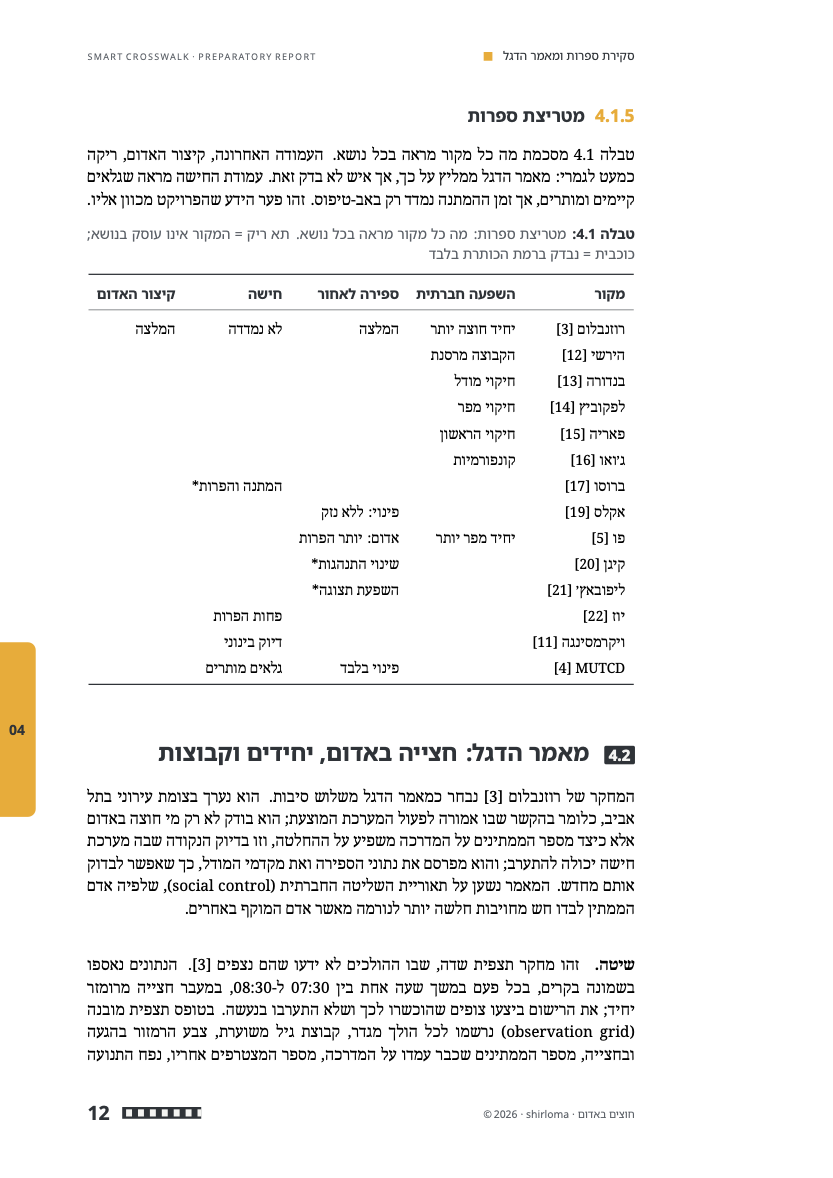 סקירת ספרות ומאמר הדגל SMART CROSSWALK · PREPARATORY REPORT
4.1.5 מטריצת ספרות
טבלה 4.1 מסכמת מה כל מקור מראה בכל נושא. העמודה האחרונה, קיצור האדום, ריקה
כמעט לגמרי: מאמר הדגל ממליץ על כך, אך איש לא בדק זאת. עמודת החישה מראה שגלאים
קיימים ומותרים, אך זמן ההמתנה נמדד רק באב-טיפוס. זהו פער הידע שהפרויקט מכוון אליו.
טבלה 4.1: מטריצת ספרות: מה כל מקור מראה בכל נושא. תא ריק = המקור אינו עוסק בנושא;
כוכבית = נבדק ברמת הכותרת בלבד
מקור השפעה חברתית ספירה לאחור חישה קיצור האדום
רוזנבלום [3] יחיד חוצה יותר המלצה לא נמדדה המלצה
הירשי [12] הקבוצה מרסנת
בנדורה [13] חיקוי מודל
לפקוביץ [14] חיקוי מפר
פאריה [15] חיקוי הראשון
ג׳ואו [16] קונפורמיות
ברוסו [17] המתנה והפרות*
אקלס [19] פינוי: ללא נזק
פו [5] יחיד מפר יותר אדום: יותר הפרות
קינן [20] שינוי התנהגות*
ליפובאץ׳ [21] השפעת תצוגה*
יוז [22] פחות הפרות
ויקרמסינגה [11] דיוק בינוני
MUTCD [4] פינוי בלבד גלאים מותרים
04
4.2 מאמר הדגל: חצייה באדום, יחידים וקבוצות
המחקר של רוזנבלום [3] נבחר כמאמר הדגל משלוש סיבות. הוא נערך בצומת עירוני בתל
אביב, כלומר בהקשר שבו אמורה לפעול המערכת המוצעת; הוא בודק לא רק מי חוצה באדום
אלא כיצד מספר הממתינים על המדרכה משפיע על ההחלטה, וזו בדיוק הנקודה שבה מערכת
חישה יכולה להתערב; והוא מפרסם את נתוני הספירה ואת מקדמי המודל, כך שאפשר לבדוק
אותם מחדש. המאמר נשען על תאוריית השליטה החברתית (social control), שלפיה אדם
הממתין לבדו חש מחויבות חלשה יותר לנורמה מאשר אדם המוקף באחרים.
שיטה. זהו מחקר תצפית שדה, שבו ההולכים לא ידעו שהם נצפים [3]. הנתונים נאספו
בשמונה בקרים, בכל פעם במשך שעה אחת בין 07:30 ל-08:30, במעבר חצייה מרומזר
יחיד; את הרישום ביצעו צופים שהוכשרו לכך ושלא התערבו בנעשה. בטופס תצפית מובנה
(observation grid) נרשמו לכל הולך מגדר, קבוצת גיל משוערת, צבע הרמזור בהגעה
ובחצייה, מספר הממתינים שכבר עמדו על המדרכה, מספר המצטרפים אחריו, נפח התנועה
חוצים באדום · shirloma · 2026 © 12